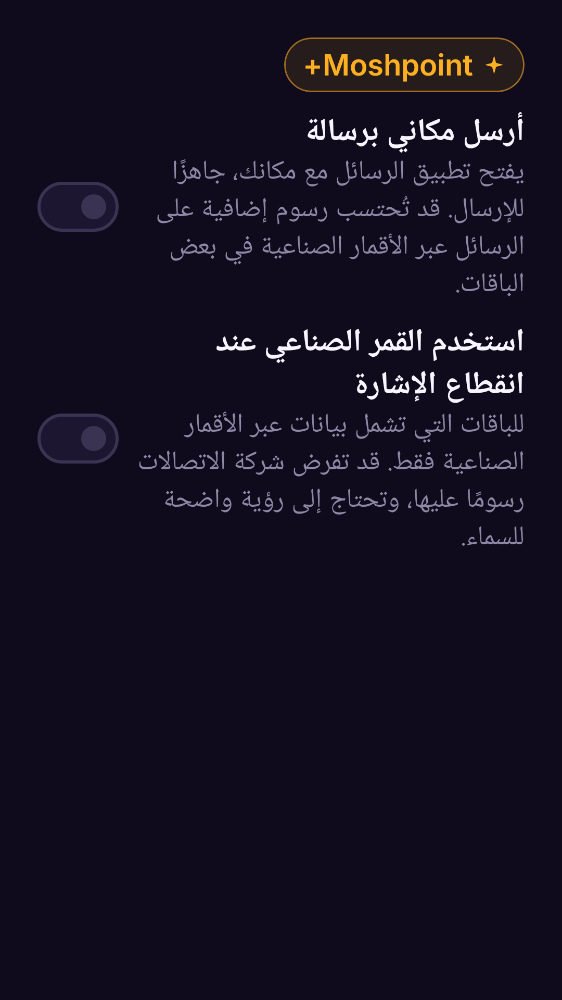 Moshpoint+
أرسل مكاني برسالة
يفتح تطبيق الرسائل مع مكانك، جاهزًا
للإرسال. قد تُحتسب رسوم إضافية على
الرسائل عبر الأقمار الصناعية في بعض
الباقات.
استخدم القمر الصناعي عند
انقطاع الإشارة
للباقات التي تشمل بيانات عبر الأقمار
الصناعية فقط. قد تفرض شركة الاتصالات
رسومًا عليها، وتحتاج إلى رؤية واضحة
للسماء.